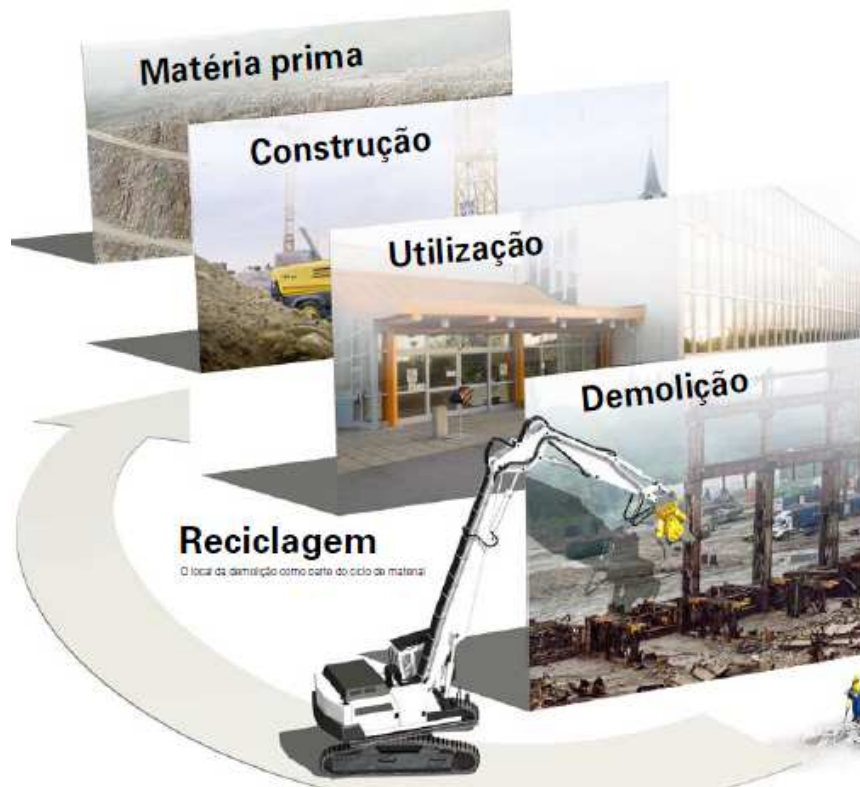 Matéria prima
Construção
Utilização
Demolição
Reciclagem
O local da demolição como parte do ciclo de material